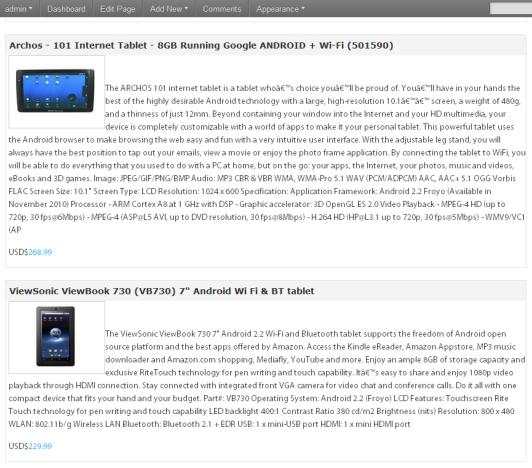 admin Dashboard Edit Page Add New Comments Appearance
Archos - 101 Internet Tablet - 8GB Running Google ANDROID + Wi-Fi (501590)
The ARCHOS 101 internet tablet is a tablet whoâ€™s choice youâ€™ll be proud of. Youâ€™ll have in your hands the
best of the highly desirable Android technology with a large, high-resolution 10.1â€™â€™ screen, a weight of 480g,
and a thinness of just 12mm. Beyond containing your window into the Internet and your HD multimedia, your
device is completely customizable with a world of apps to make it your personal tablet. This powerful tablet uses
the Android browser to make browsing the web easy and fun with a very intuitive user interface. With the adjustable leg stand, you will
always have the best position to tap out your emails, view a movie or enjoy the photo frame application. By connecting the tablet to WiFi, you
will be able to do everything that you used to do with a PC at home, but on the go: your apps, the Internet, your photos, music and videos,
eBooks and 3D games. Image: JPEG/GIF/PNG/BMP Audio: MP3 CBR & VBR WMA, WMA-Pro 5.1 WAV (PCM/ADPCM) AAC, AAC+ 5.1 OGG Vorbis
FLAC Screen Size: 10.1" Screen Type: LCD Resolution: 1024 x 600 Specification: Application Framework: Android 2.2 Froyo (Available in
November 2010) Processor - ARM Cortex A8 at 1 GHz with DSP - Graphic accelerator: 3D OpenGL ES 2.0 Video Playback - MPEG-4 HD (up to
720p, 30 fps@6Mbps) - MPEG-4 (ASP@L5 AVI, up to DVD resolution, 30 fps@8Mbps) - H.264 HD (HP@L3.1 up to 720p, 30 fps@5Mbps) - WMV9/VC1
(AP
USD$268.99
ViewSonic ViewBook 730 (VB730) 7" Android Wi Fi & BT tablet
The ViewSonic ViewBook 730 7" Android 2.2 Wi-Fi and Bluetooth tablet supports the freedom of Android open
source platform and the best apps offered by Amazon. Access the Kindle eReader, Amazon Appstore, MP3 music
downloader and Amazon.com shopping, Mediafly, YouTube and more. Enjoy an ample 8GB of storage capacity and
exclusive RiteTouch technology for pen writing and touch capability. Itâ€™s easy to share and enjoy 1080p video
playback through HDMI connection. Stay connected with integrated front VGA camera for video chat and conference calls. Do it all with one
compact device that fits your hand and your budget. Part#: VB730 Operating System: Android 2.2 (Froyo) LCD Features: Touchscreen Rite
Touch technology for pen writing and touch capability LED backlight 400:1 Contrast Ratio 380 cd/m2 Brightness (nits) Resolution: 800 x 480
WLAN: 802.11b/g Wireless LAN Bluetooth: Bluetooth 2.1 + EDR USB: 1 x mini-USB port HDMI: 1 x mini HDMI port
USD$229.99